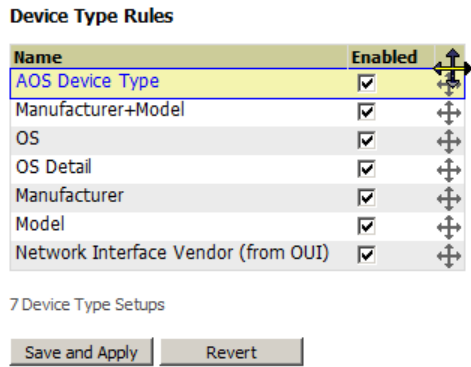 Device Type Rules
Name Enabled
AOS Device Type
Manufacturer+Model
OS
OS Detail
Manufacturer
Model
Network Interface Vendor (from OUI)
7 Device Type Setups
Save and Apply Revert